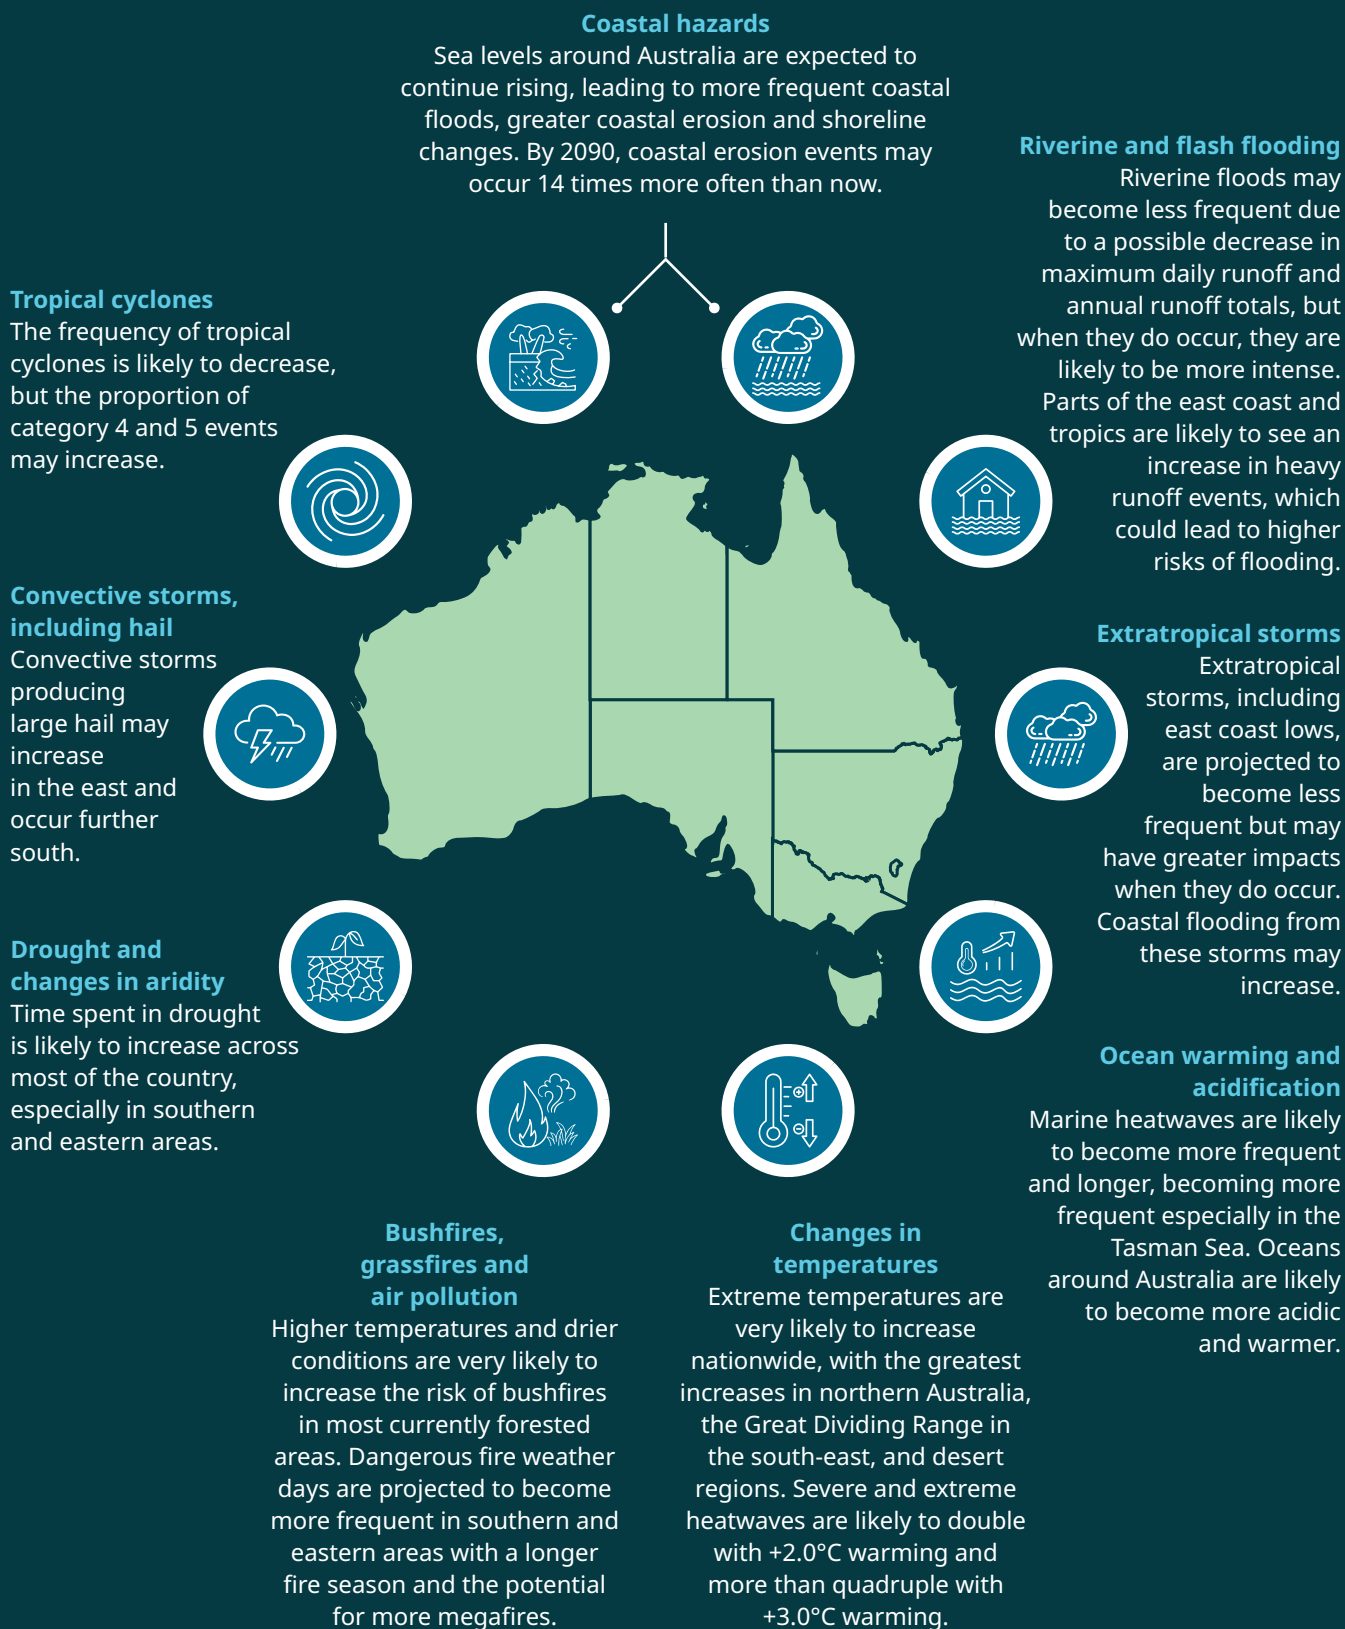 Coastal hazards
Sea levels around Australia are expected to
continue rising, leading to more frequent coastal
floods, greater coastal erosion and shoreline
changes. By 2090, coastal erosion events may
occur 14 times more often than now.
Riverine and flash flooding
Riverine floods may
become less frequent due
to a possible decrease in
maximum daily runoff and
annual runoff totals, but
when they do occur, they are
likely to be more intense.
Parts of the east coast and
tropics are likely to see an
increase in heavy
runoff events, which
could lead to higher
risks of flooding.
Tropical cyclones
The frequency of tropical
cyclones is likely to decrease,
but the proportion of
category 4 and 5 events
may increase.
Convective storms,
including hail
Convective storms
producing
large hail may
increase
in the east and
occur further
south.
Extratropical storms
Extratropical
storms, including
east coast lows,
are projected to
become less
frequent but may
have greater impacts
when they do occur.
Coastal flooding from
these storms may
increase.
Drought and
changes in aridity
Time spent in drought
is likely to increase across
most of the country,
especially in southern
and eastern areas.
Ocean warming and
acidification
Marine heatwaves are likely
to become more frequent
and longer, becoming more
frequent especially in the
Tasman Sea. Oceans
around Australia are likely
to become more acidic
and warmer.
Bushfires,
grassfires and
air pollution
Higher temperatures and drier
conditions are very likely to
increase the risk of bushfires
in most currently forested
areas. Dangerous fire weather
days are projected to become
more frequent in southern and
eastern areas with a longer
fire season and the potential
for more megafires.
Changes in
temperatures
Extreme temperatures are
very likely to increase
nationwide, with the greatest
increases in northern Australia,
the Great Dividing Range in
the south-east, and desert
regions. Severe and extreme
heatwaves are likely to double
with +2.0°C warming and
more than quadruple with
+3.0°C warming.